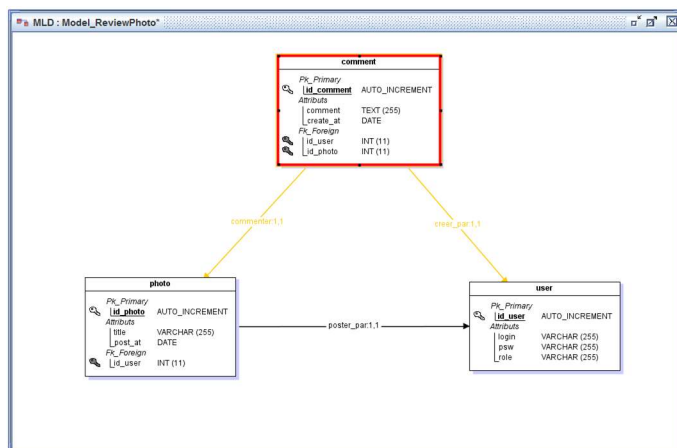 MLD : Model_ReviewPhoto*
comment
Pk_Primary
id_comment AUTO_INCREMENT
Attributs
comment TEXT (255)
create_at DATE
Fk_Foreign
id_user INT (11)
id_photo INT (11)
commenter:1,1
creer_par:1,1
photo
Pk_Primary
id_photo AUTO_INCREMENT
Attributs
title VARCHAR (255)
post_at DATE
Fk_Foreign
id_user INT (11)
poster_par:1,1
user
Pk_Primary
id_user AUTO_INCREMENT
Attributs
login VARCHAR (255)
psw VARCHAR (255)
role VARCHAR (255)